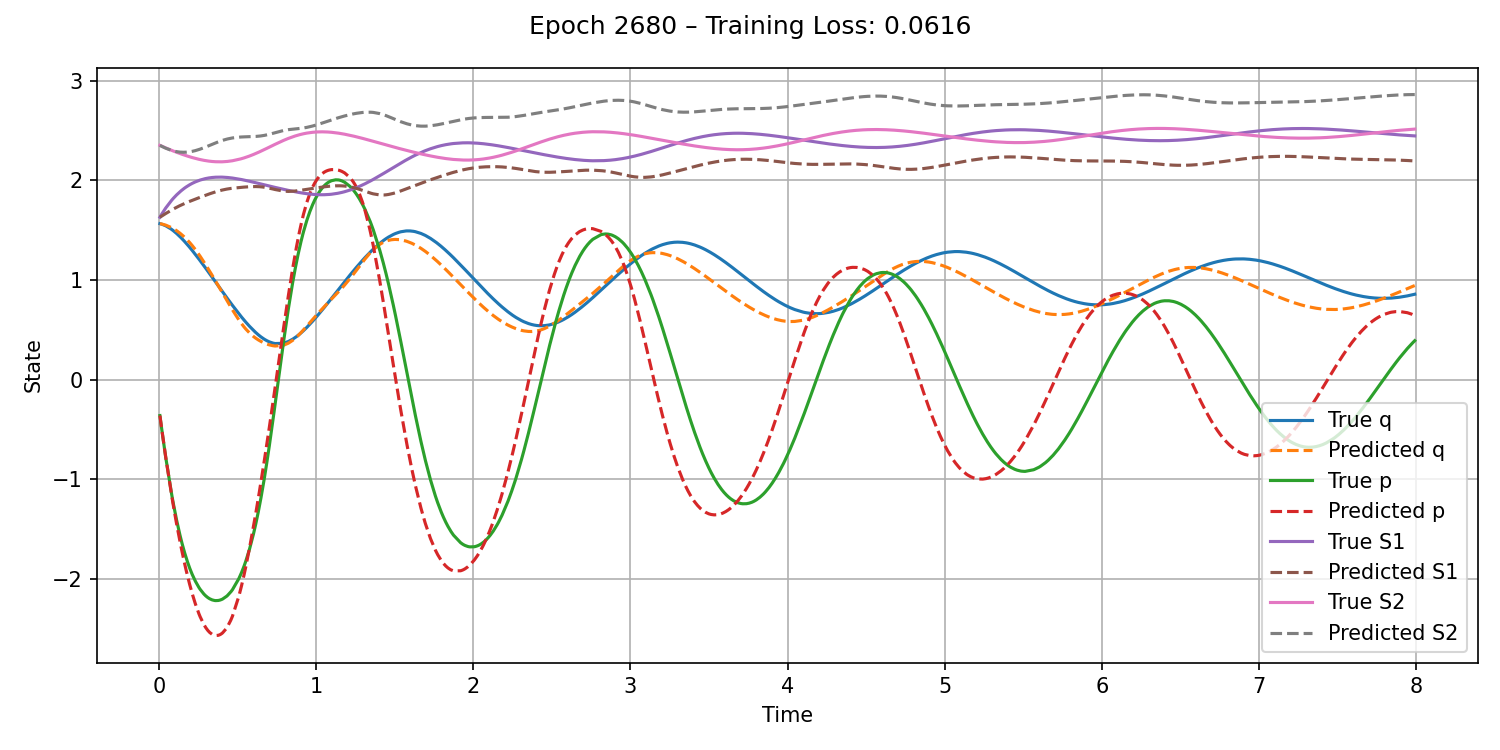 Epoch 2680 – Training Loss: 0.0616
3
2
1
0
−1
−2
State
0 1 2 3 4 5 6 7 8
Time
True q
Predicted q
True p
Predicted p
True S1
Predicted S1
True S2
Predicted S2